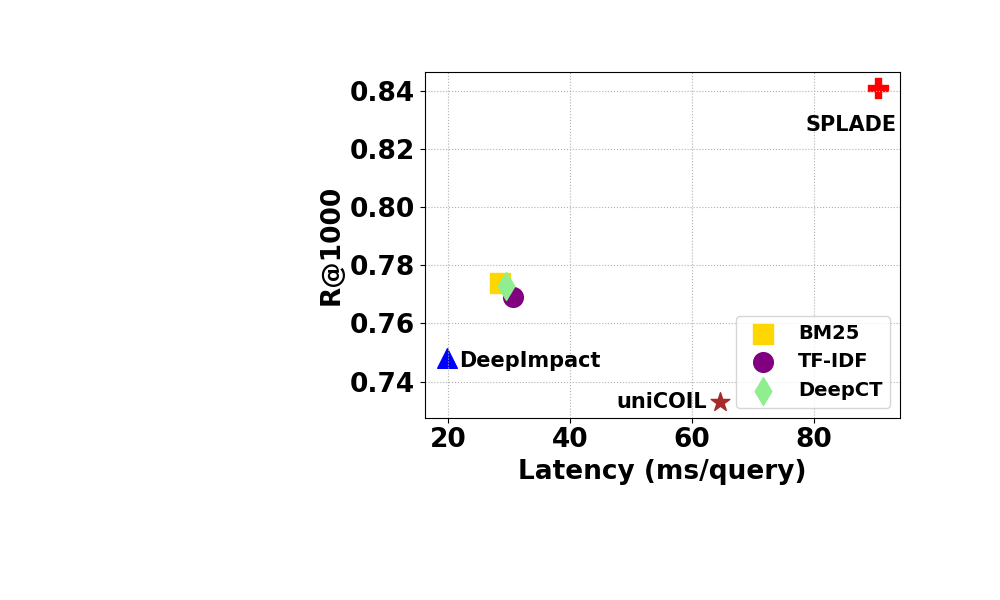 0.84
0.82
0.80
0.78
0.76
0.74
R@1000
SPLADE
DeepImpact
uniCOIL
BM25
TF-IDF
DeepCT
20 40 60 80
Latency (ms/query)